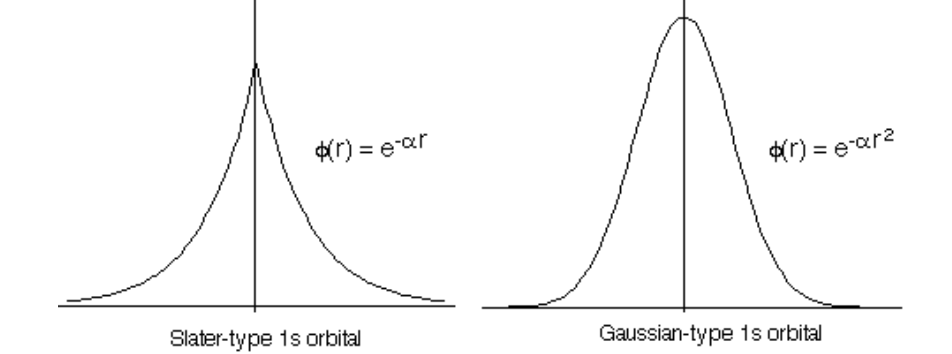 ϕ(r) = e^-αr
ϕ(r) = e^-αr²
Slater-type 1s orbital
Gaussian-type 1s orbital